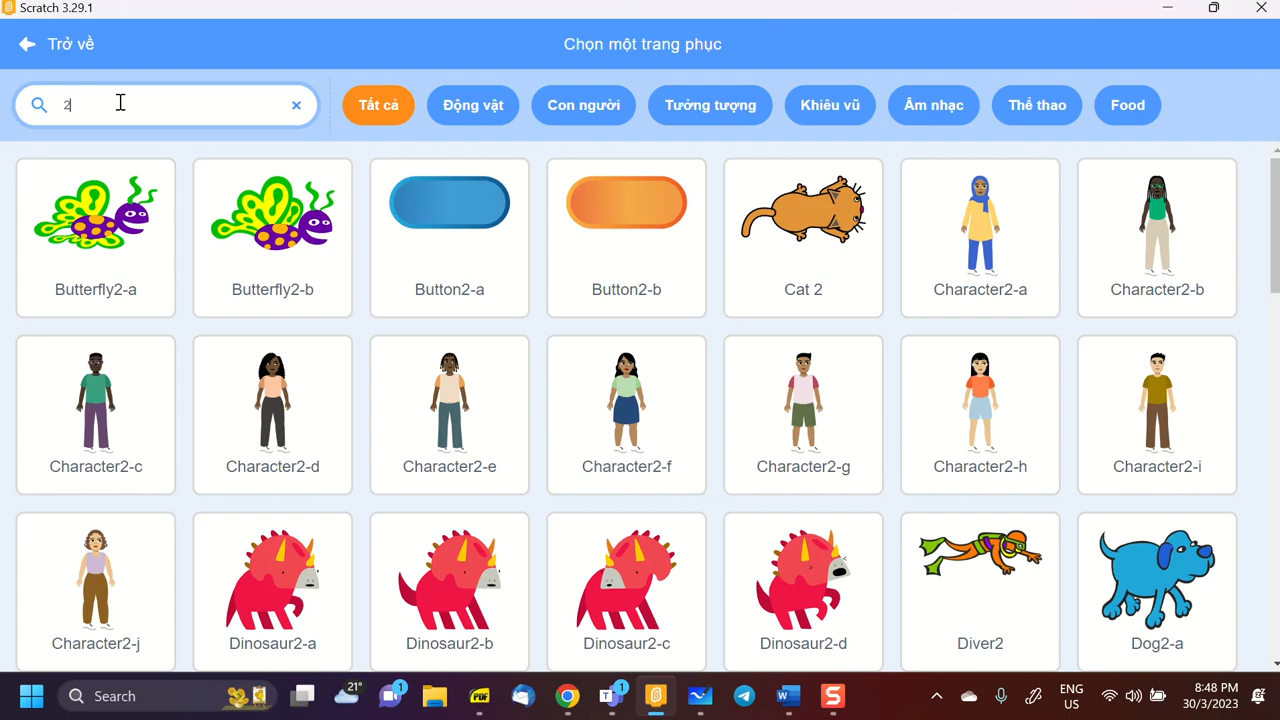 Scratch 3.29.1
Trở về
Chọn một trang phục
2
Tất cả
Động vật
Con người
Tưởng tượng
Khiêu vũ
Âm nhạc
Thể thao
Food
Butterfly2-a
Butterfly2-b
Button2-a
Button2-b
Cat 2
Character2-a
Character2-b
Character2-c
Character2-d
Character2-e
Character2-f
Character2-g
Character2-h
Character2-i
Character2-j
Dinosaur2-a
Dinosaur2-b
Dinosaur2-c
Dinosaur2-d
Diver2
Dog2-a
Search
21°
1
PDF
1
ENG
US
8:48 PM
30/3/2023